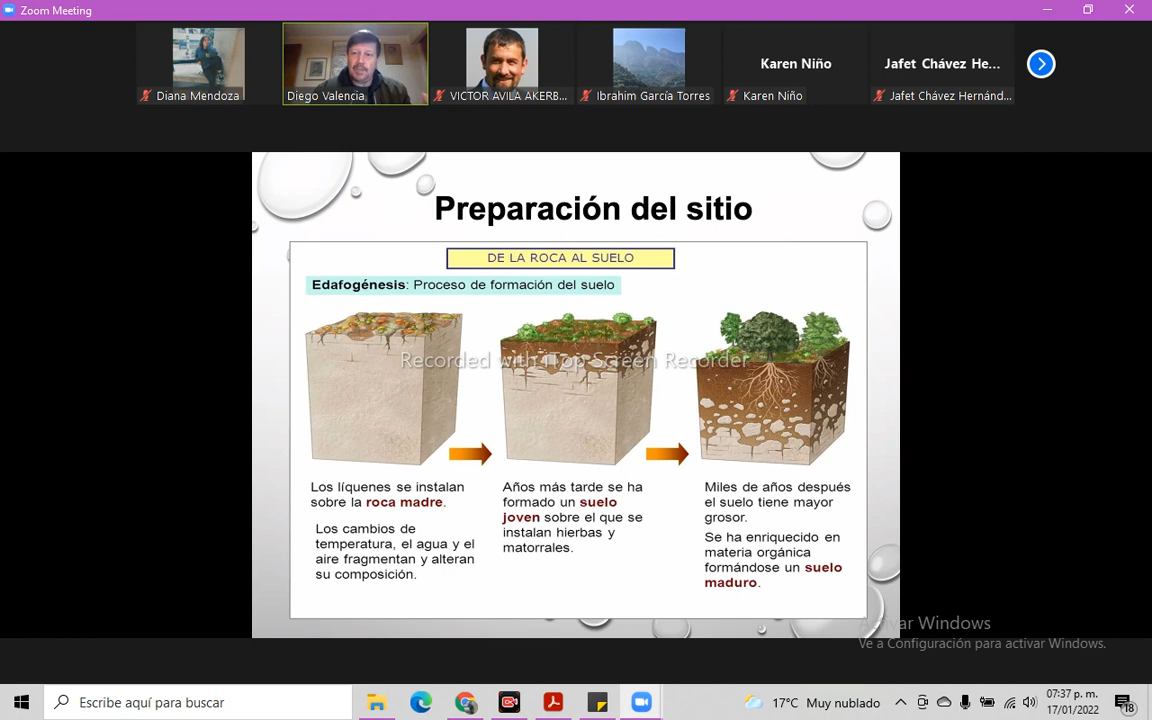 Zoom Meeting
Karen Niño
Jafet Chávez He...
Diana Mendoza
Diego Valencia
VICTOR AVILA AKERB...
Ibrahim García Torres
Karen Niño
Jafet Chávez Hernánd...
Preparación del sitio
DE LA ROCA AL SUELO
Edafogénesis: Proceso de formación del suelo
Recorded with iTop Screen Recorder
Los líquenes se instalan
sobre la roca madre.
Los cambios de
temperatura, el agua y el
aire fragmentan y alteran
su composición.
Años más tarde se ha
formado un suelo
joven sobre el que se
instalan hierbas y
matorrales.
Miles de años después
el suelo tiene mayor
grosor.
Se ha enriquecido en
materia orgánica
formándose un suelo
maduro.
Activar Windows
Ve a Configuración para activar Windows.
Escribe aquí para buscar
17°C Muy nublado
07:37 p. m.
17/01/2022
18